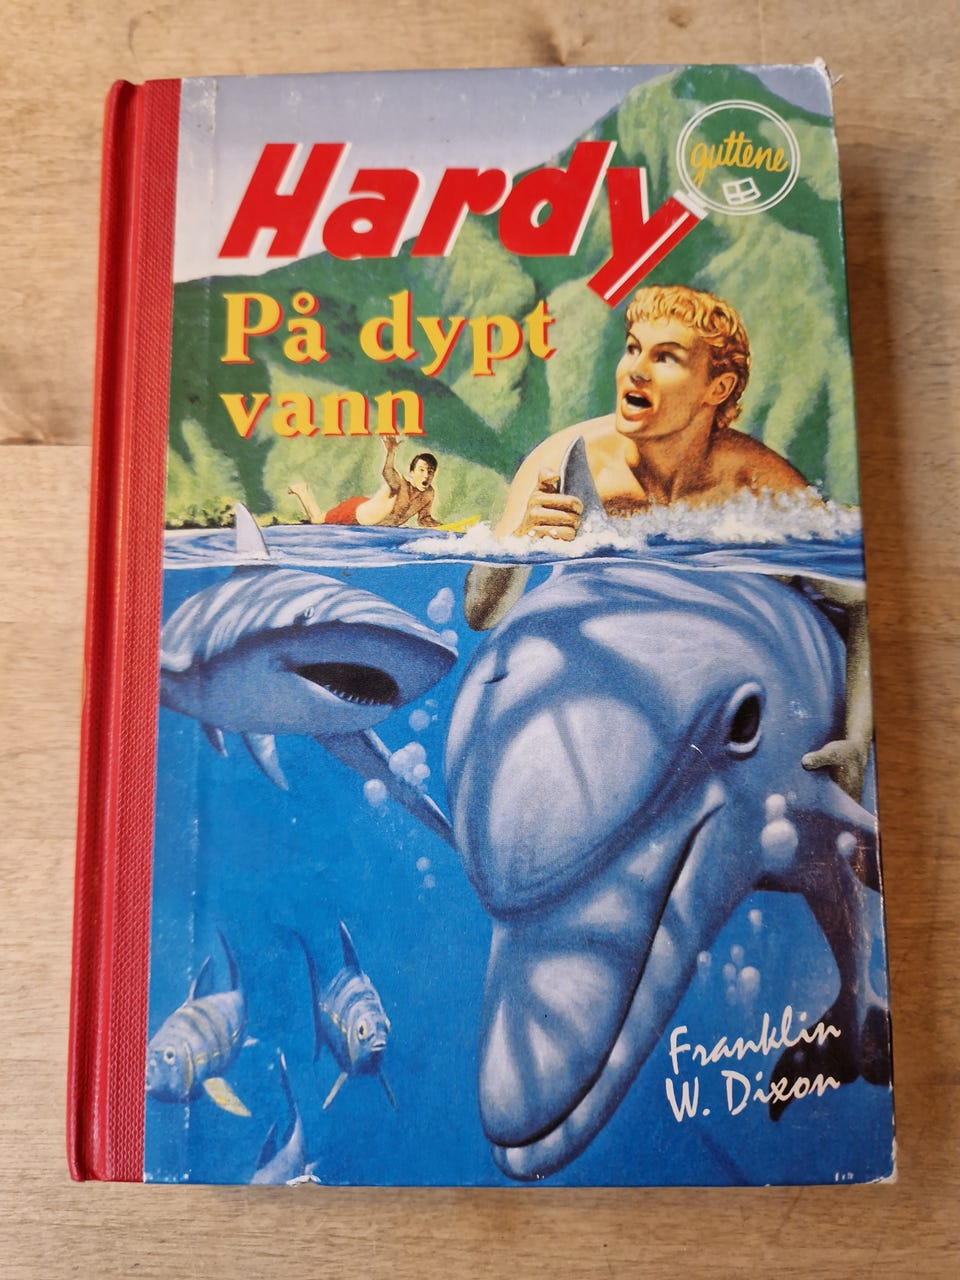 Hardy
guttene
På dypt
vann
Franklin
W. Dixon